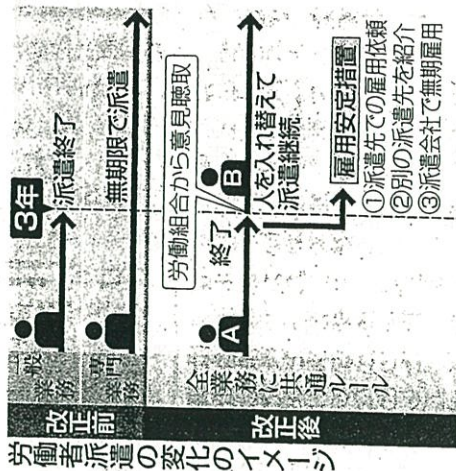 労働者派遣の変化のイメージ
改正前
一般
業務
3年
派遣終了
専門
業務
無期限で派遣
改正後
全業務に共通ルール
労働組合から意見聴取
A
終了
B
人を入れ替えて
派遣継続
雇用安定措置
①派遣先での雇用依頼
②別の派遣先を紹介
③派遣会社で無期雇用